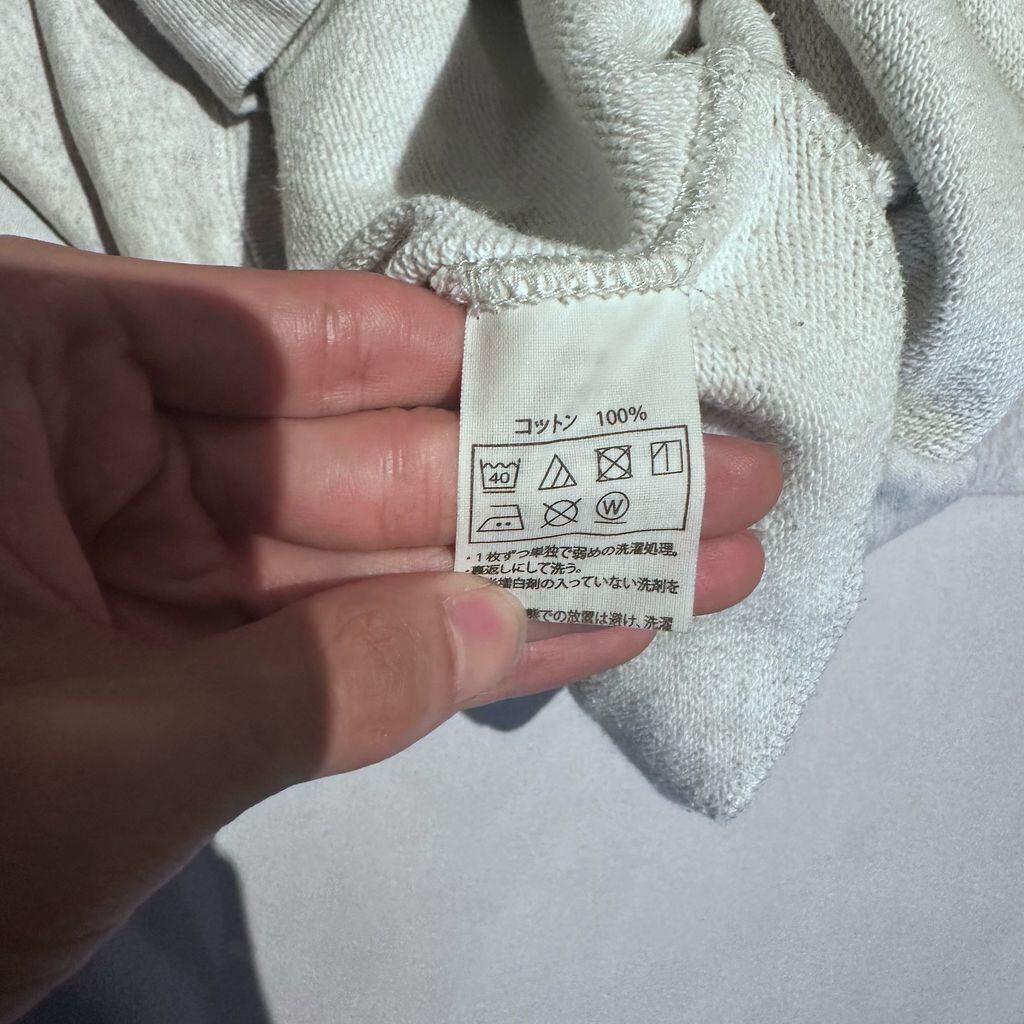 コットン 100%
40
W
・1枚ずつ単独で弱めの洗濯処理。
裏返しにして洗う。
増白剤の入っていない洗剤を
態での放置は避け、洗濯